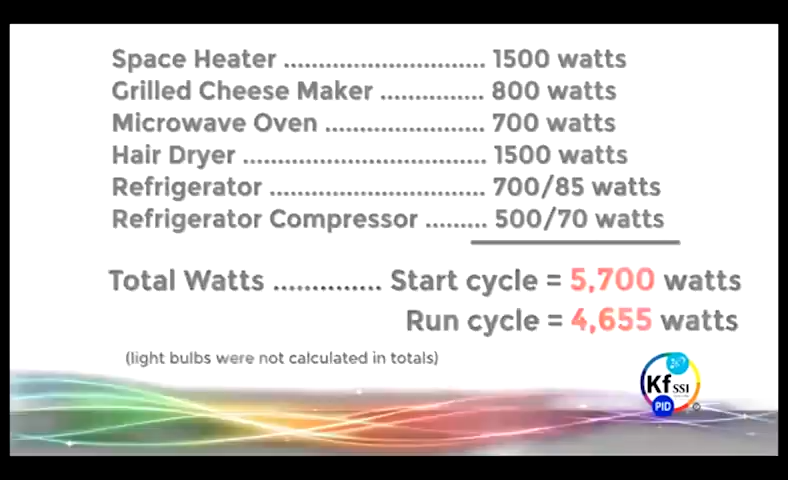 Space Heater ............................ 1500 watts
Grilled Cheese Maker ............... 800 watts
Microwave Oven ....................... 700 watts
Hair Dryer ................................... 1500 watts
Refrigerator ............................... 700/85 watts
Refrigerator Compressor ......... 500/70 watts
Total Watts ............. Start cycle = 5,700 watts
Run cycle = 4,655 watts
(light bulbs were not calculated in totals)
Kf SSI
PID